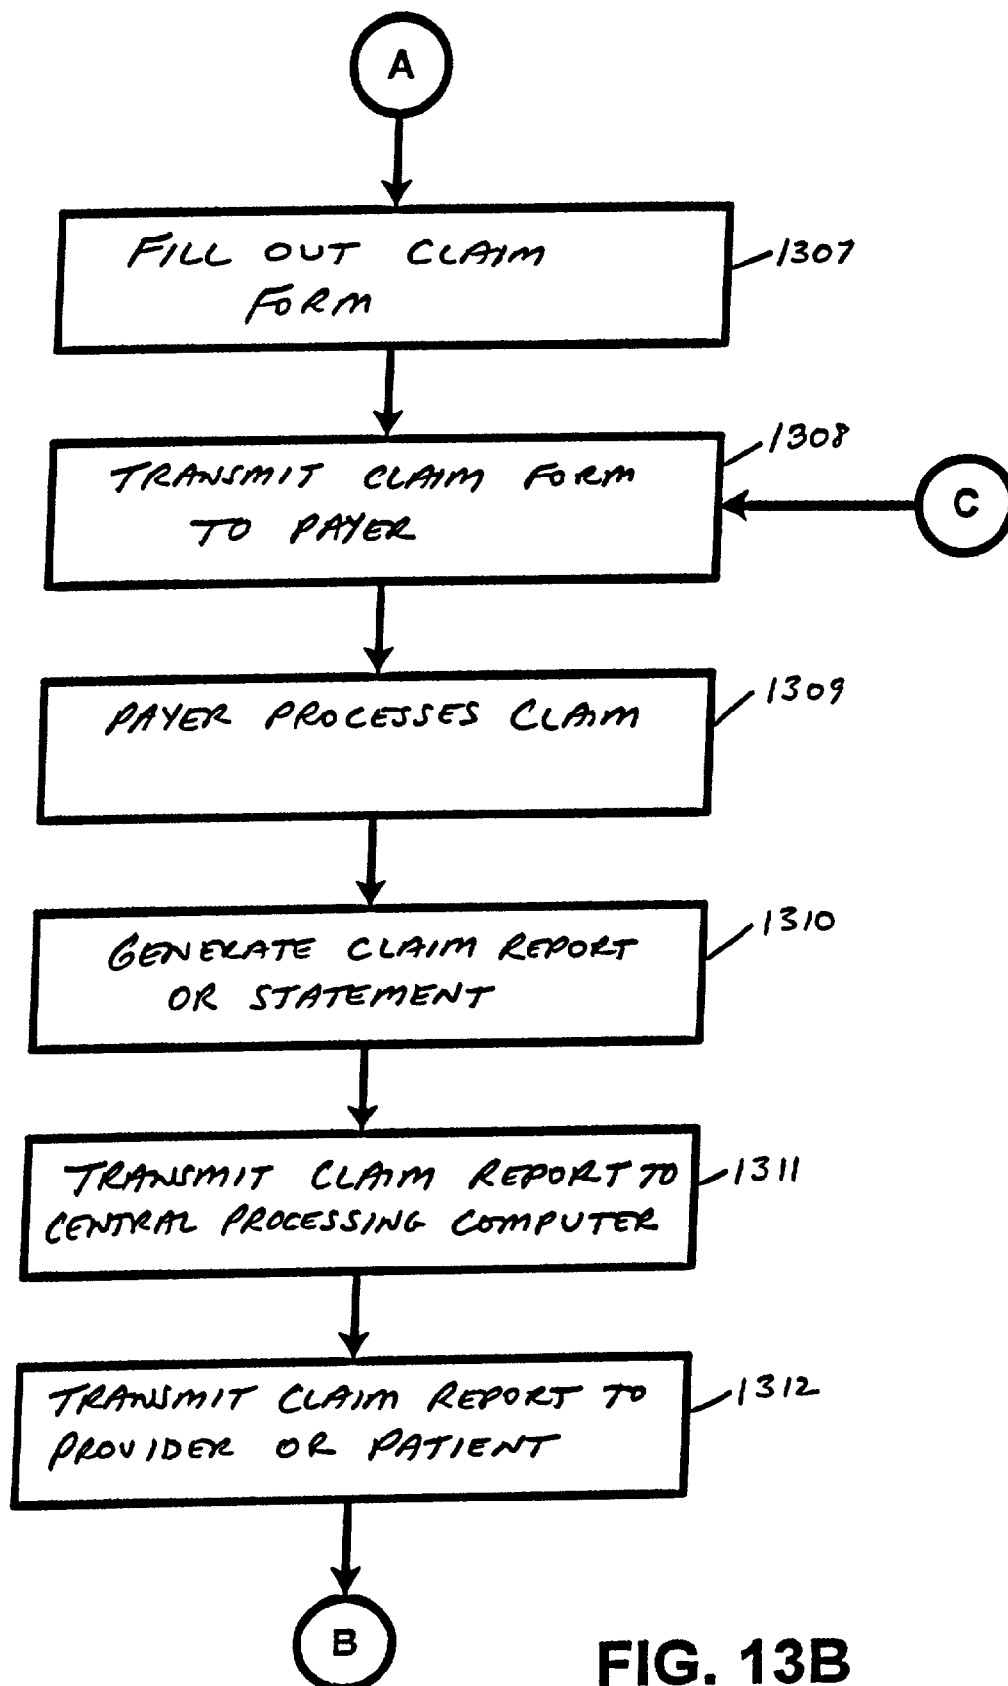 A
FILL OUT CLAIM
FORM
1307
TRANSMIT CLAIM FORM
TO PAYER
1308
C
PAYER PROCESSES CLAIM
1309
GENERATE CLAIM REPORT
OR STATEMENT
1310
TRANSMIT CLAIM REPORT TO
CENTRAL PROCESSING COMPUTER
1311
TRANSMIT CLAIM REPORT TO
PROVIDER OR PATIENT
1312
B
FIG. 13B